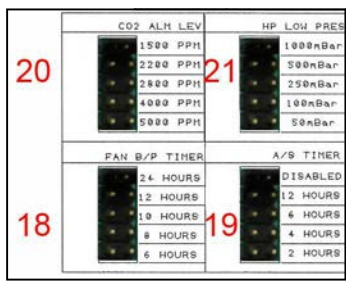 CO2 ALM LEV
1500 PPM
2200 PPM
2800 PPM
4000 PPM
5000 PPM
20
HP LOW PRES
1000mBar
500mBar
250mBar
100mBar
50mBar
21
FAN B/P TIMER
24 HOURS
12 HOURS
10 HOURS
8 HOURS
6 HOURS
18
A/S TIMER
DISABLED
12 HOURS
6 HOURS
4 HOURS
2 HOURS
19